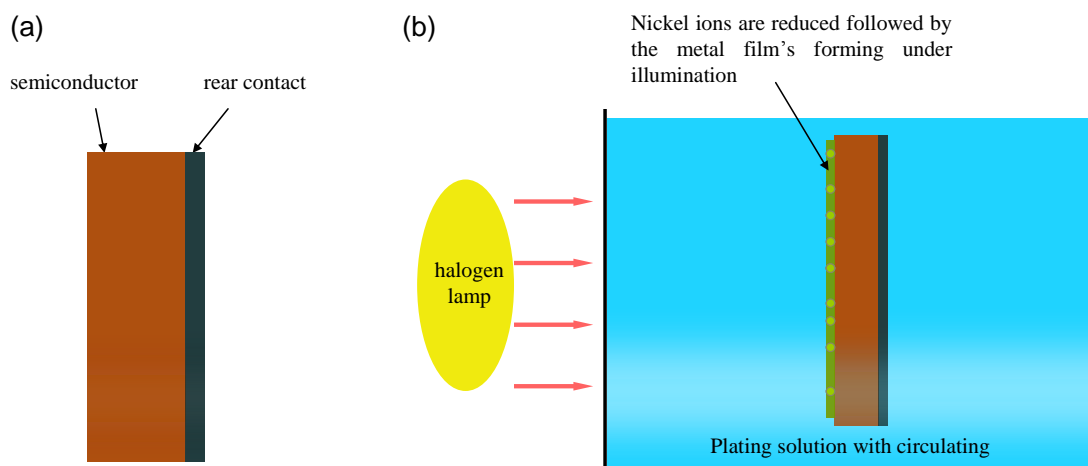 (a)
semiconductor
rear contact
(b)
Nickel ions are reduced followed by
the metal film's forming under
illumination
halogen
lamp
Plating solution with circulating